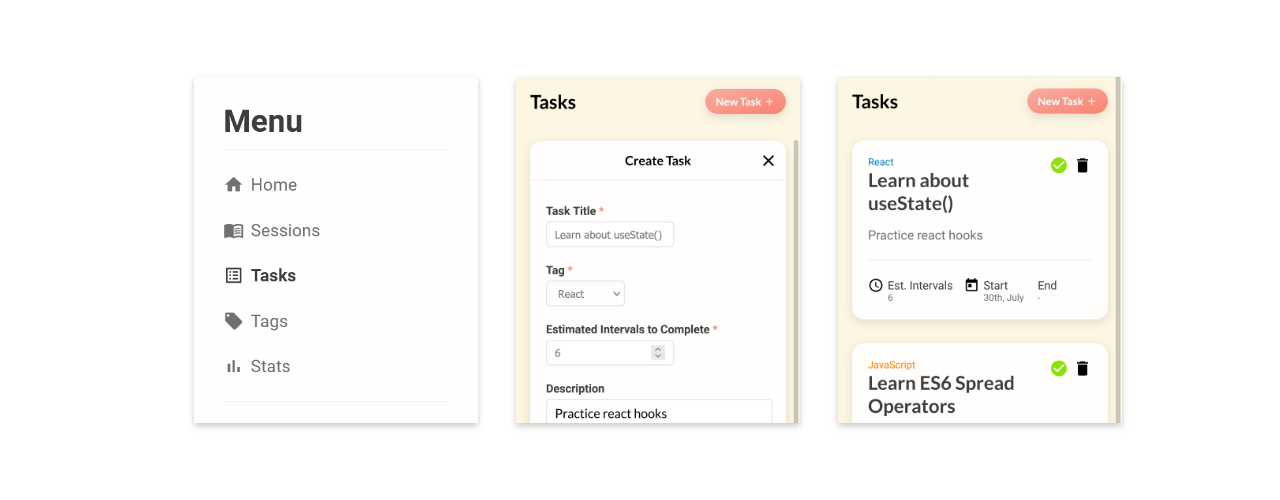 Menu
Home
Sessions
Tasks
Tags
Stats
Tasks
New Task +
Create Task
Task Title *
Learn about useState()
Tag *
React
Estimated Intervals to Complete *
6
Description
Practice react hooks
Tasks
New Task +
React
Learn about
useState()
Practice react hooks
Est. Intervals
6
Start
30th, July
End
-
JavaScript
Learn ES6 Spread
Operators